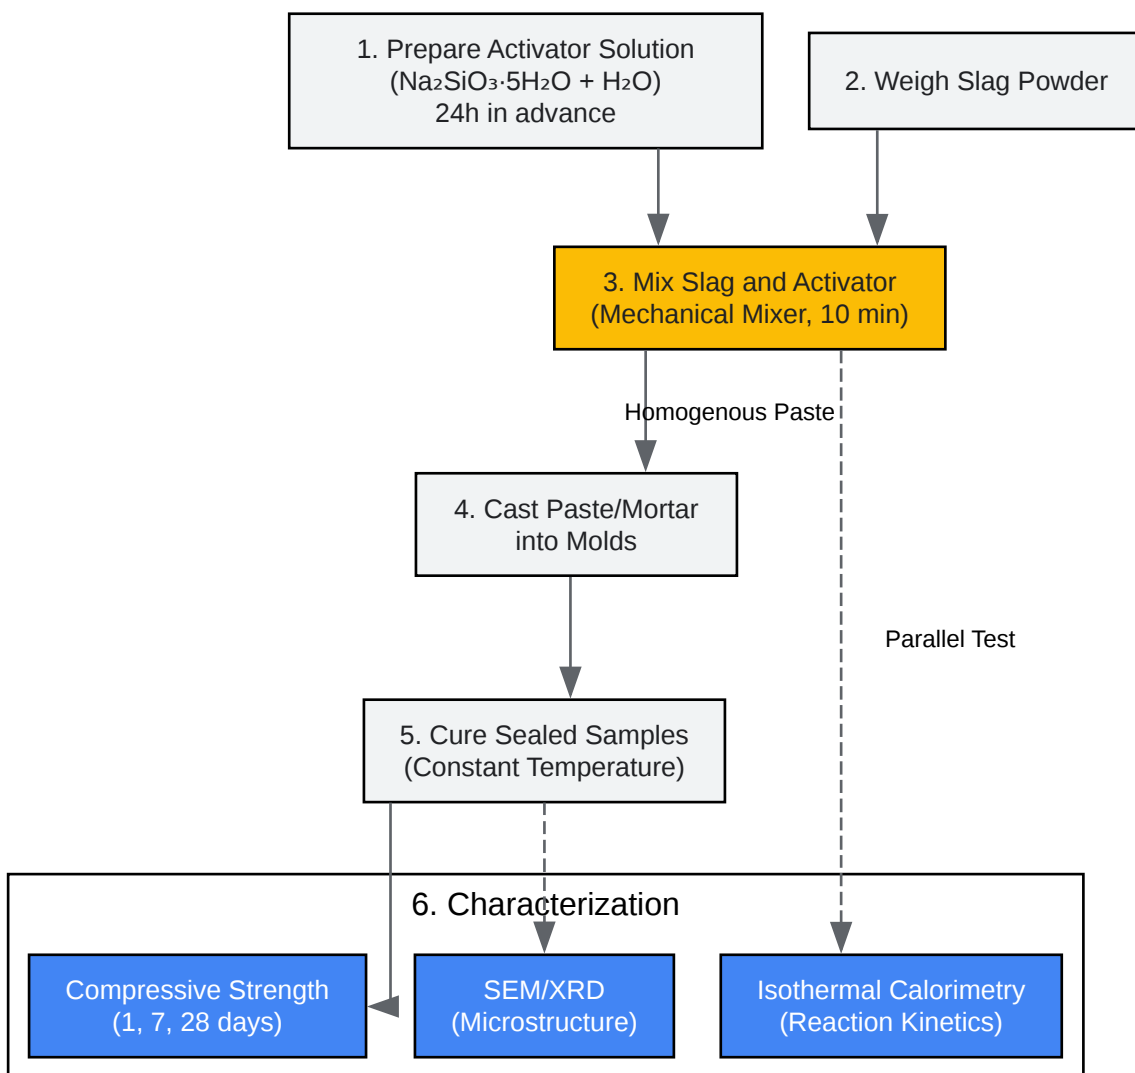 1. Prepare Activator Solution
(Na₂SiO₃·5H₂O + H₂O)
24h in advance
2. Weigh Slag Powder
3. Mix Slag and Activator
(Mechanical Mixer, 10 min)
Homogenous Paste
4. Cast Paste/Mortar
into Molds
Parallel Test
5. Cure Sealed Samples
(Constant Temperature)
6. Characterization
Compressive Strength
(1, 7, 28 days)
SEM/XRD
(Microstructure)
Isothermal Calorimetry
(Reaction Kinetics)